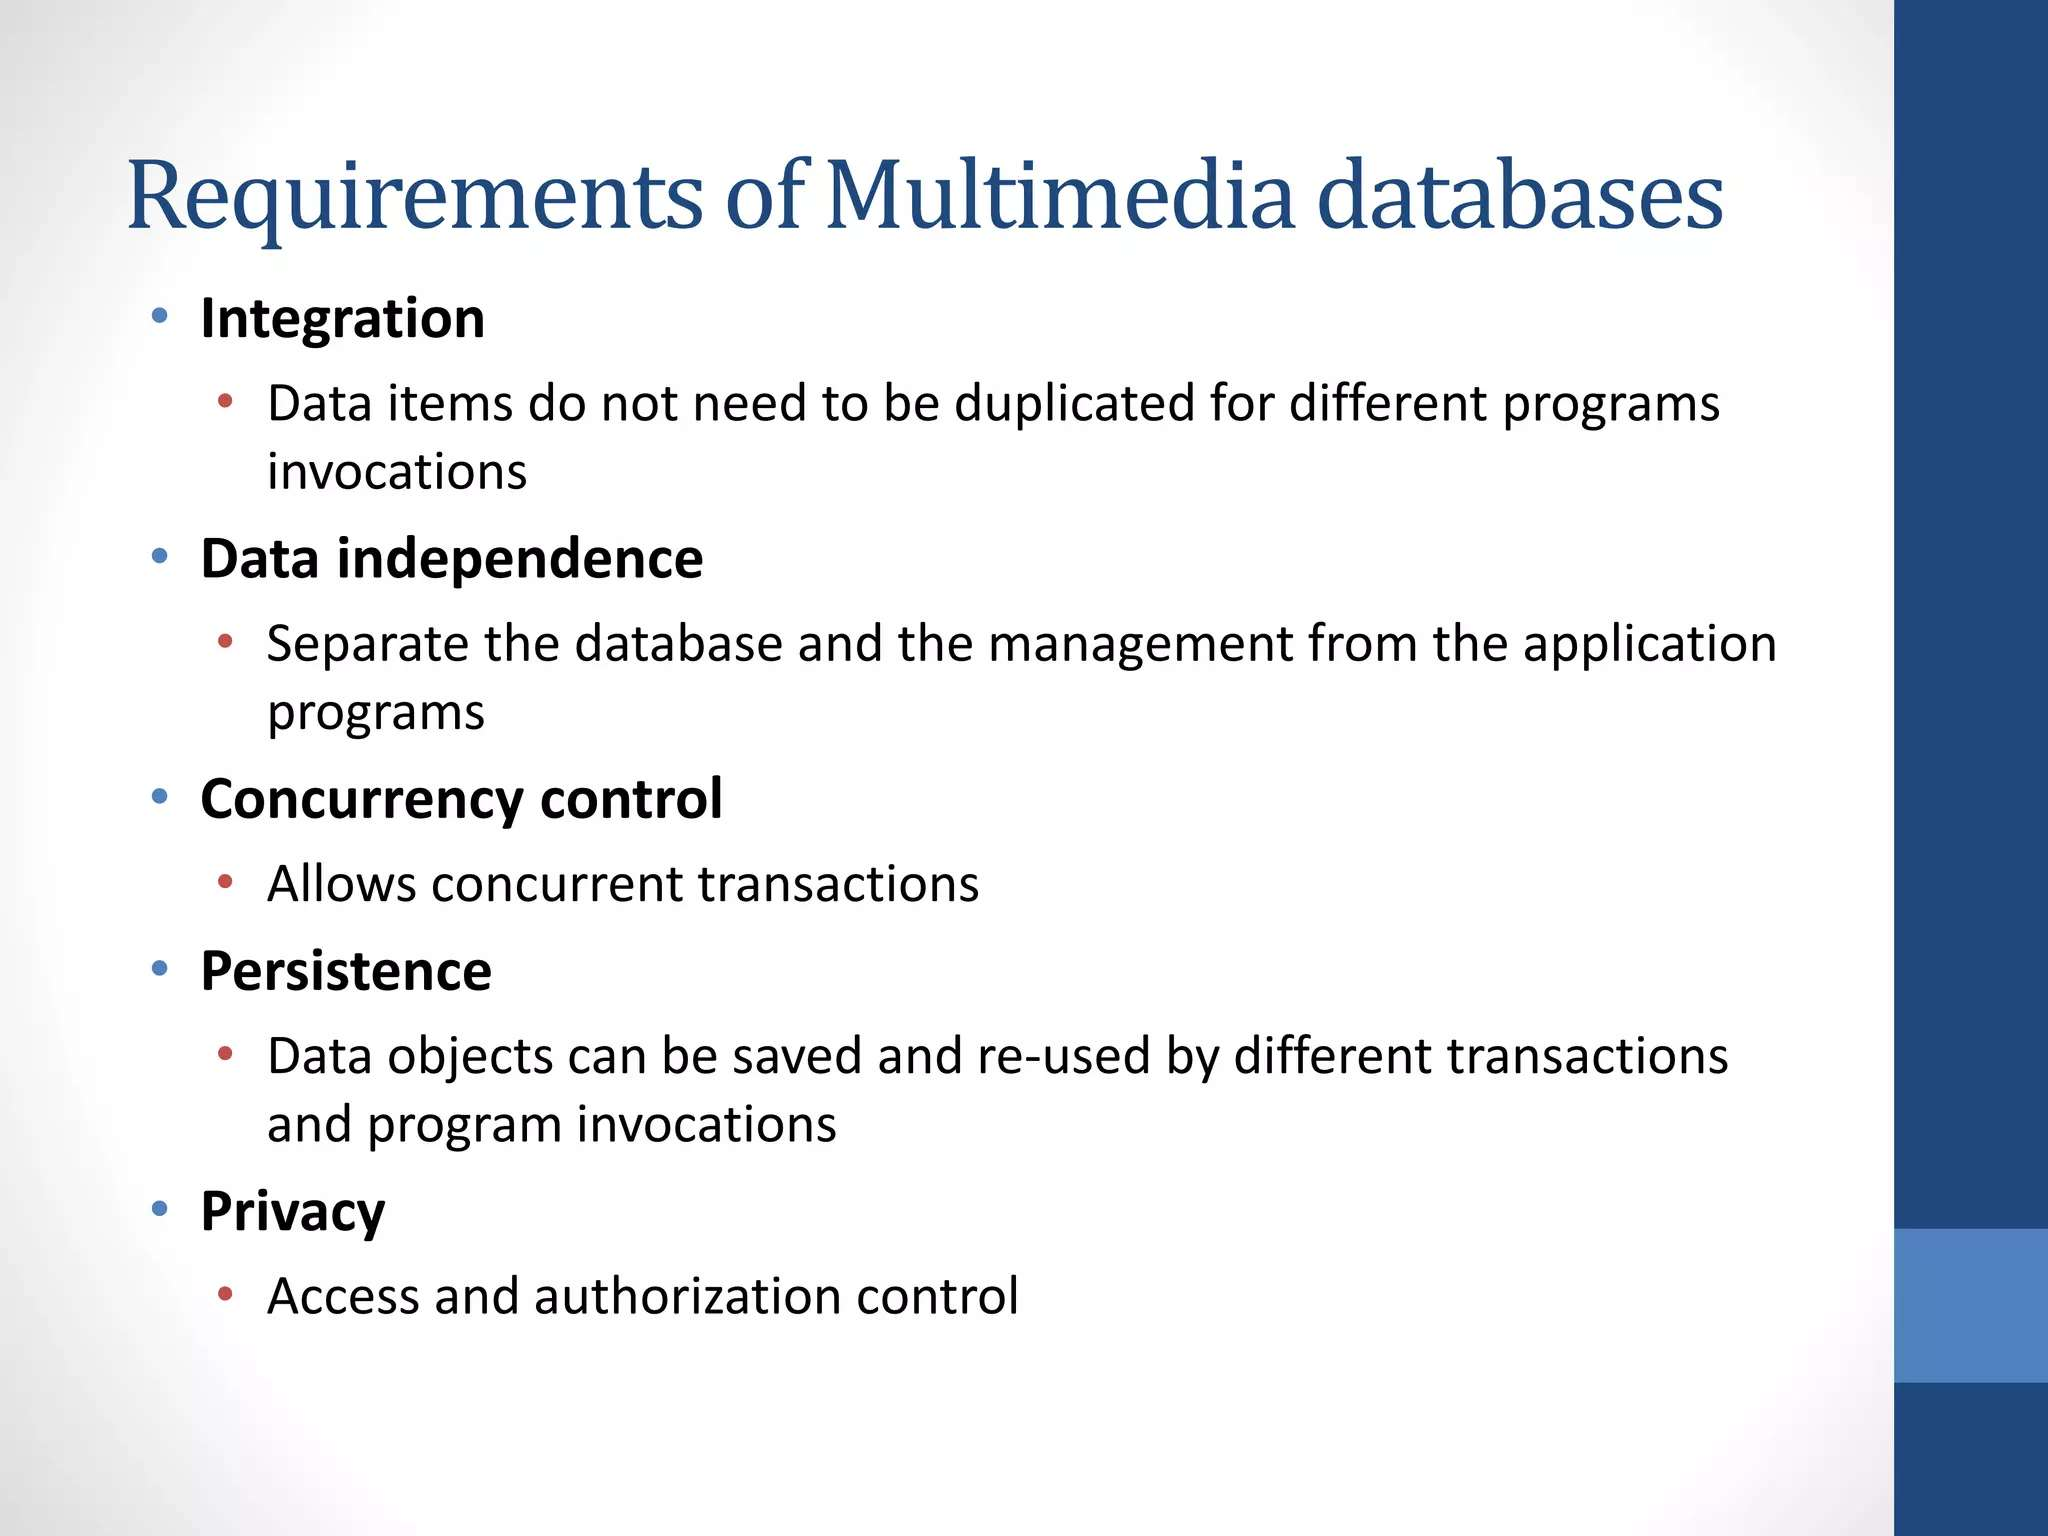 Requirements of Multimedia databases
• Integration
• Data items do not need to be duplicated for different programs
invocations
• Data independence
• Separate the database and the management from the application
programs
• Concurrency control
• Allows concurrent transactions
• Persistence
• Data objects can be saved and re-used by different transactions
and program invocations
• Privacy
• Access and authorization control